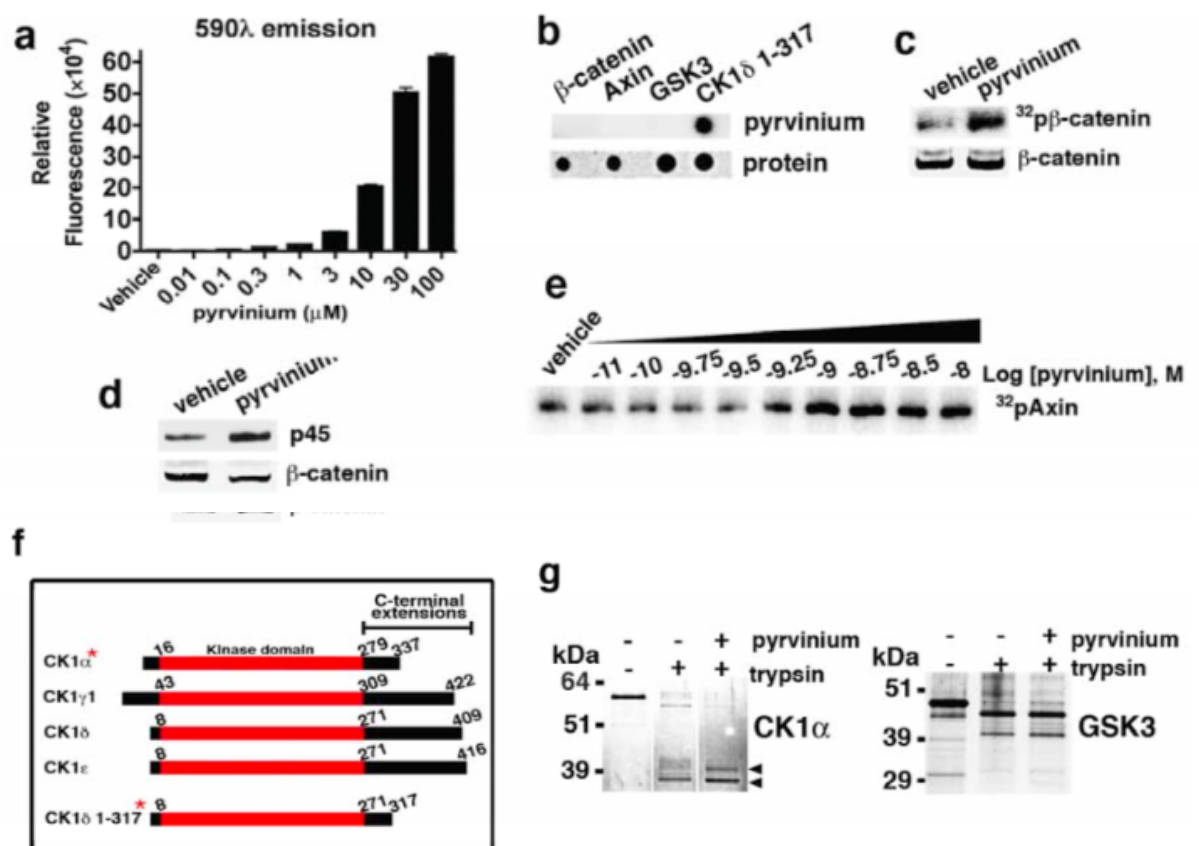 a
590λ emission
Relative
Fluorescence (×10⁴)
60
50
40
30
20
10
0
Vehicle 0.01 0.1 0.3 1 3 10 30 100
pyrvinium (μM)
b
β-catenin Axin GSK3 CK1δ 1-317
pyrvinium
protein
c
vehicle pyrvinium
³²pβ-catenin
β-catenin
d
vehicle pyrvinium
p45
β-catenin
e
vehicle -11 -10 -9.75 -9.5 -9.25 -9 -8.75 -8.5 -8 Log [pyrvinium], M
³²pAxin
f
C-terminal
extensions
CK1α* 16 Kinase domain 279 337
CK1γ1 43 309 422
CK1δ 8 271 409
CK1ε 8 271 416
CK1δ 1-317* 8 271 317
g
- - + pyrvinium
kDa - + + trypsin
64
51
39
CK1α
- - + pyrvinium
kDa - + + trypsin
51
39
29
GSK3